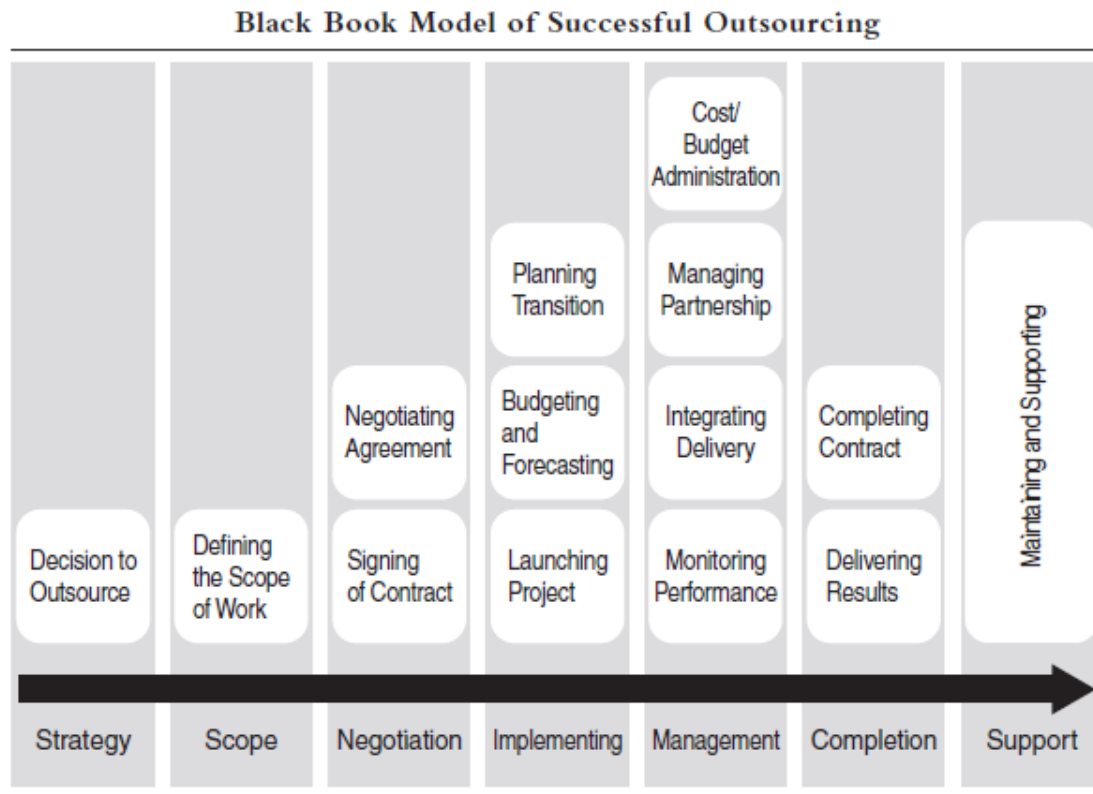 Black Book Model of Successful Outsourcing
Decision to
Outsource
Strategy
Defining
the Scope
of Work
Scope
Negotiating
Agreement
Signing
of Contract
Negotiation
Planning
Transition
Budgeting
and
Forecasting
Launching
Project
Implementing
Cost/
Budget
Administration
Managing
Partnership
Integrating
Delivery
Monitoring
Performance
Management
Completing
Contract
Delivering
Results
Completion
Maintaining and Supporting
Support